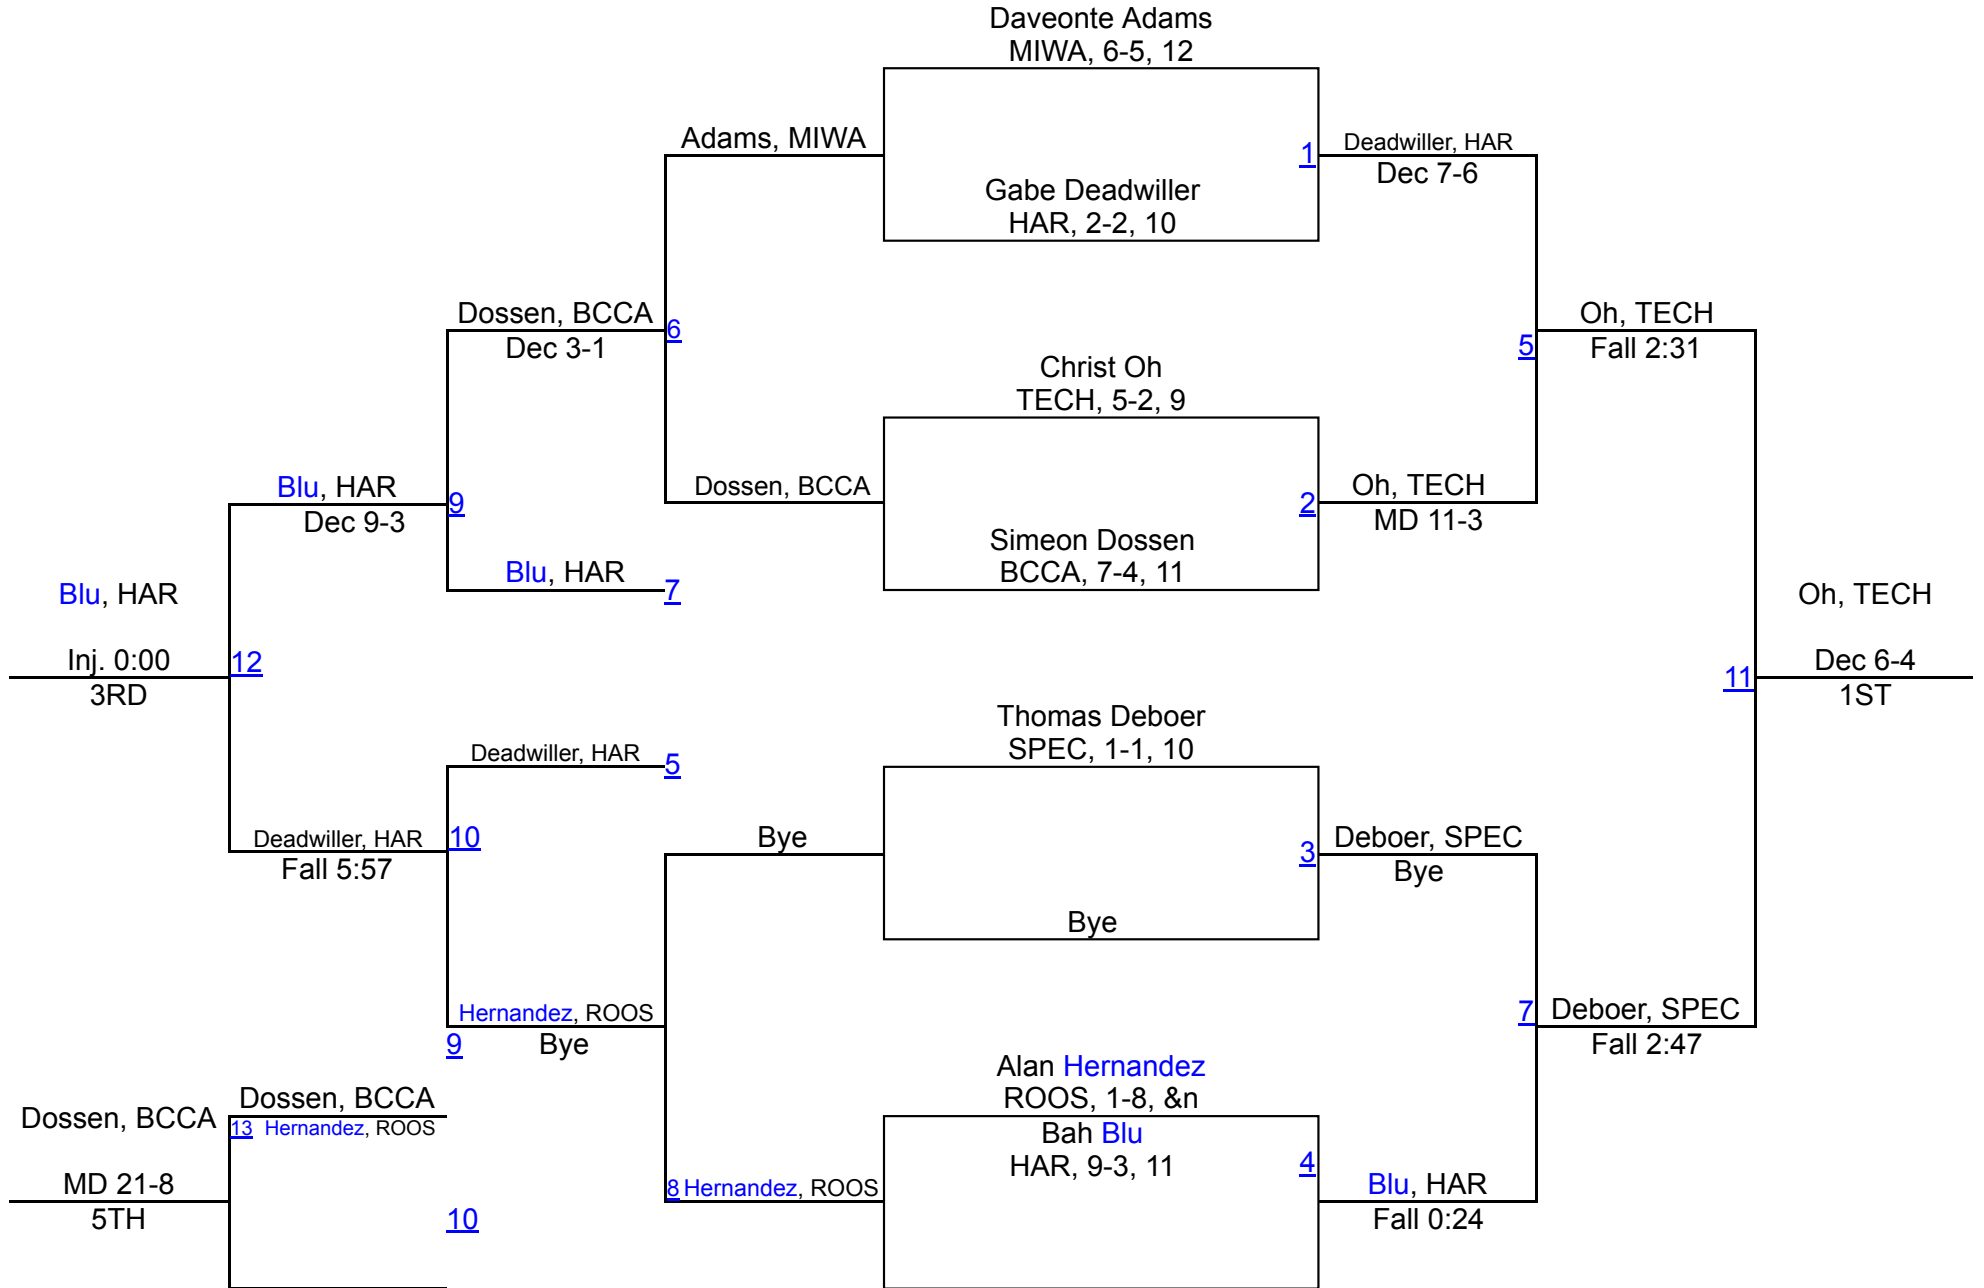 Daveonte Adams
MIWA, 6-5, 12
Adams, MIWA
1
Deadwiller, HAR
Dec 7-6
Gabe Deadwiller
HAR, 2-2, 10
Dossen, BCCA
Dec 3-1
6
Christ Oh
TECH, 5-2, 9
5
Oh, TECH
Fall 2:31
Blu, HAR
Dec 9-3
9
Dossen, BCCA
2
Oh, TECH
MD 11-3
Simeon Dossen
BCCA, 7-4, 11
Blu, HAR
7
Blu, HAR
Inj. 0:00
3RD
12
Oh, TECH
Dec 6-4
1ST
11
Thomas Deboer
SPEC, 1-1, 10
Deadwiller, HAR
5
Deadwiller, HAR
Fall 5:57
10
Bye
3
Deboer, SPEC
Bye
Bye
Hernandez, ROOS
Bye
9
7
Deboer, SPEC
Fall 2:47
Alan Hernandez
ROOS, 1-8, &n
Bah Blu
HAR, 9-3, 11
4
Blu, HAR
Fall 0:24
8 Hernandez, ROOS
Dossen, BCCA
13 Hernandez, ROOS
Dossen, BCCA
MD 21-8
5TH
10